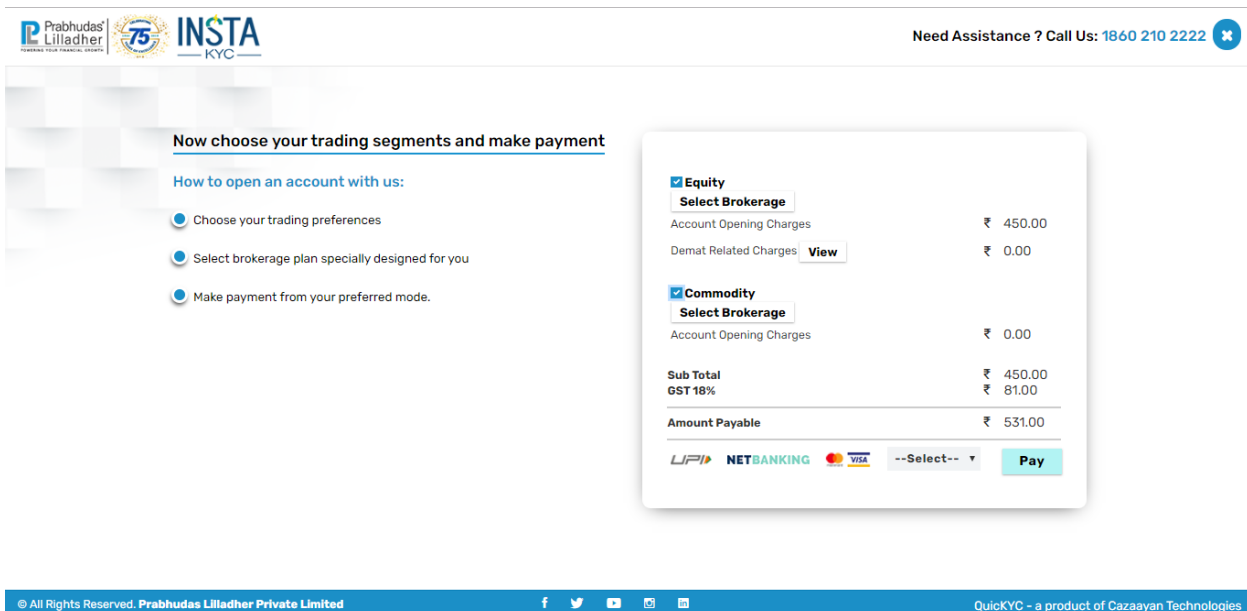 Prabhudas
Lilladher
POWERING YOUR FINANCIAL GROWTH
75
INSTA
KYC
Need Assistance ? Call Us: 1860 210 2222
Now choose your trading segments and make payment
How to open an account with us:
Choose your trading preferences
Select brokerage plan specially designed for you
Make payment from your preferred mode.
Equity
Select Brokerage
Account Opening Charges ₹ 450.00
Demat Related Charges View ₹ 0.00
Commodity
Select Brokerage
Account Opening Charges ₹ 0.00
Sub Total ₹ 450.00
GST 18% ₹ 81.00
Amount Payable ₹ 531.00
UPI NETBANKING VISA --Select-- Pay
© All Rights Reserved. Prabhudas Lilladher Private Limited
QuicKYC - a product of Cazaayan Technologies